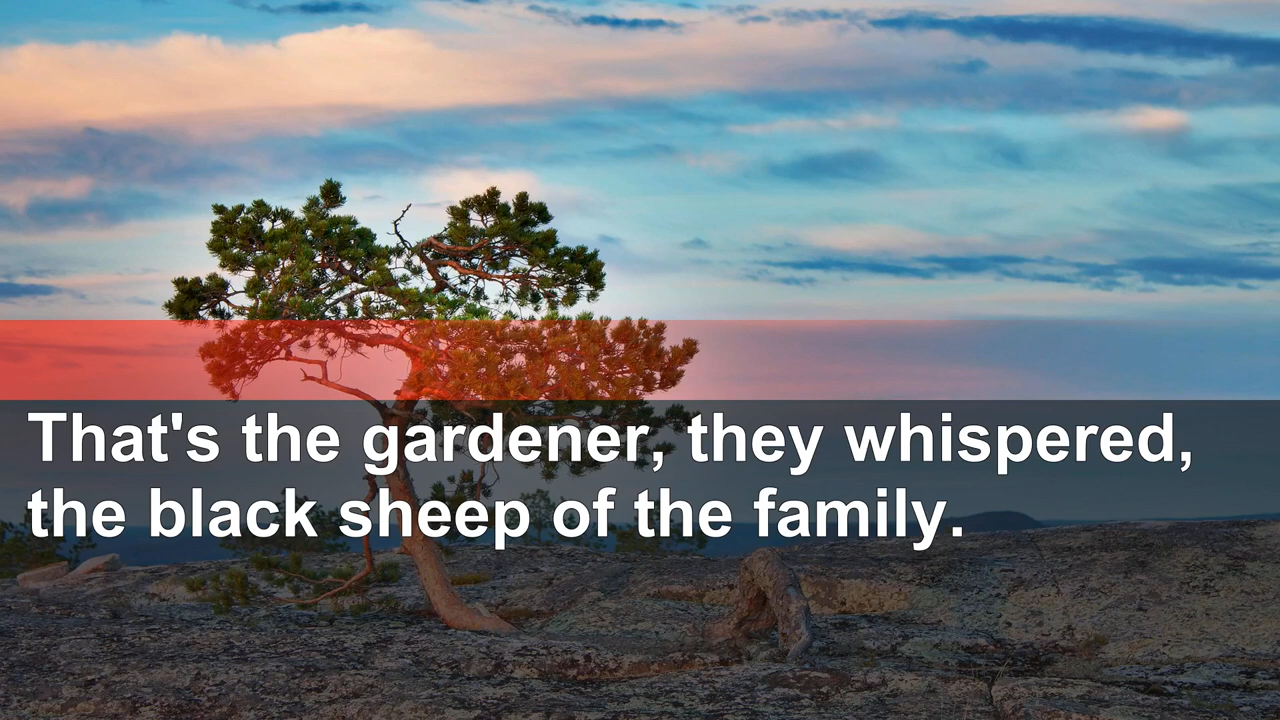 That's the gardener, they whispered,
the black sheep of the family.